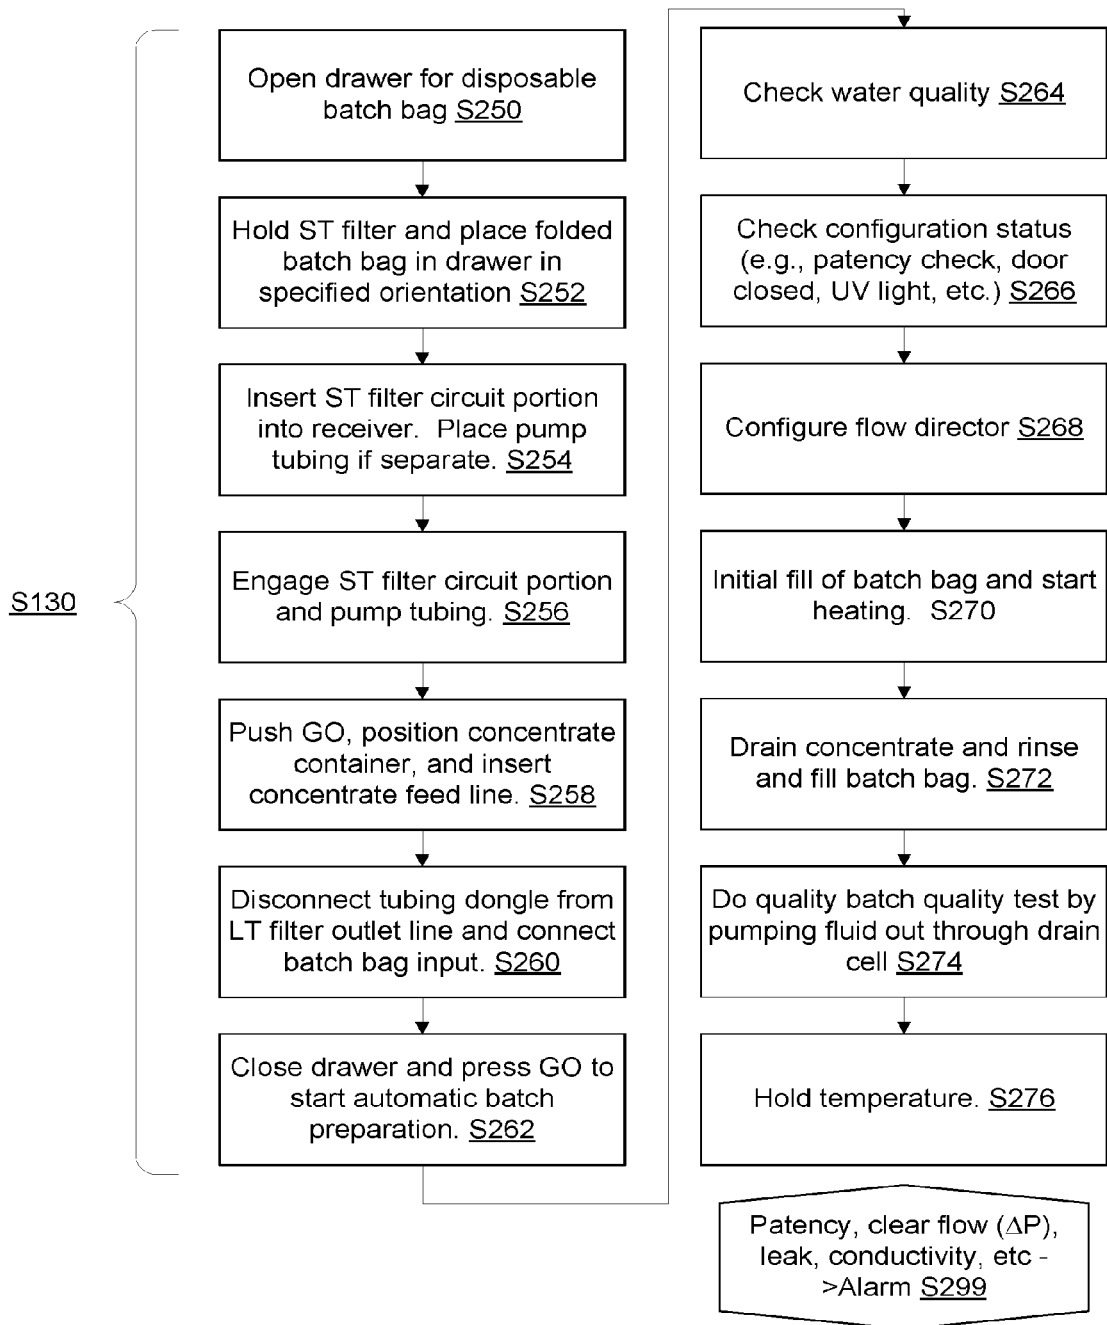 S130
Open drawer for disposable
batch bag S250
Hold ST filter and place folded
batch bag in drawer in
specified orientation S252
Insert ST filter circuit portion
into receiver. Place pump
tubing if separate. S254
Engage ST filter circuit portion
and pump tubing. S256
Push GO, position concentrate
container, and insert
concentrate feed line. S258
Disconnect tubing dongle from
LT filter outlet line and connect
batch bag input. S260
Close drawer and press GO to
start automatic batch
preparation. S262
Check water quality S264
Check configuration status
(e.g., patency check, door
closed, UV light, etc.) S266
Configure flow director S268
Initial fill of batch bag and start
heating. S270
Drain concentrate and rinse
and fill batch bag. S272
Do quality batch quality test by
pumping fluid out through drain
cell S274
Hold temperature. S276
Patency, clear flow (ΔP),
leak, conductivity, etc -
>Alarm S299